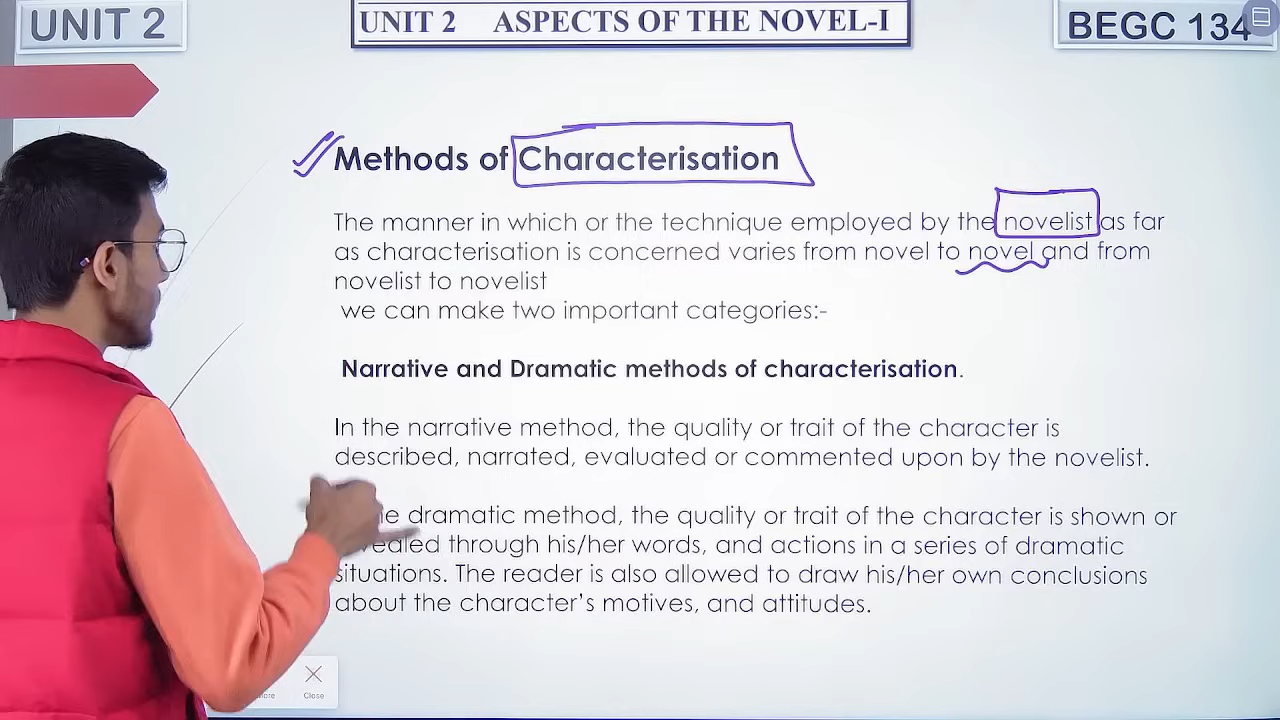 UNIT 2
UNIT 2 ASPECTS OF THE NOVEL-I
BEGC 134
Methods of Characterisation
The manner in which or the technique employed by the novelist as far
as characterisation is concerned varies from novel to novel and from
novelist to novelist
we can make two important categories:-
Narrative and Dramatic methods of characterisation.
In the narrative method, the quality or trait of the character is
described, narrated, evaluated or commented upon by the novelist.
dramatic method, the quality or trait of the character is shown or
through his/her words, and actions in a series of dramatic
situations. The reader is also allowed to draw his/her own conclusions
about the character's motives, and attitudes.
Close